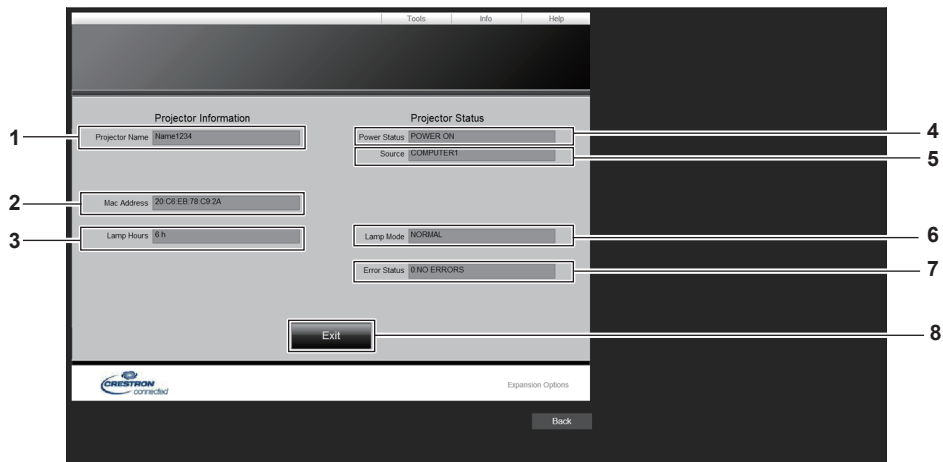 Tools Info Help
Projector Information Projector Status
1 Projector Name Name1234 Power Status POWER ON 4
Source COMPUTER1 5
2 Mac Address 20:C6:EB:78:C9:2A
3 Lamp Hours 6 h Lamp Mode NORMAL 6
Error Status 0:NO ERRORS 7
Exit 8
CRESTRON connected Expansion Options
Back